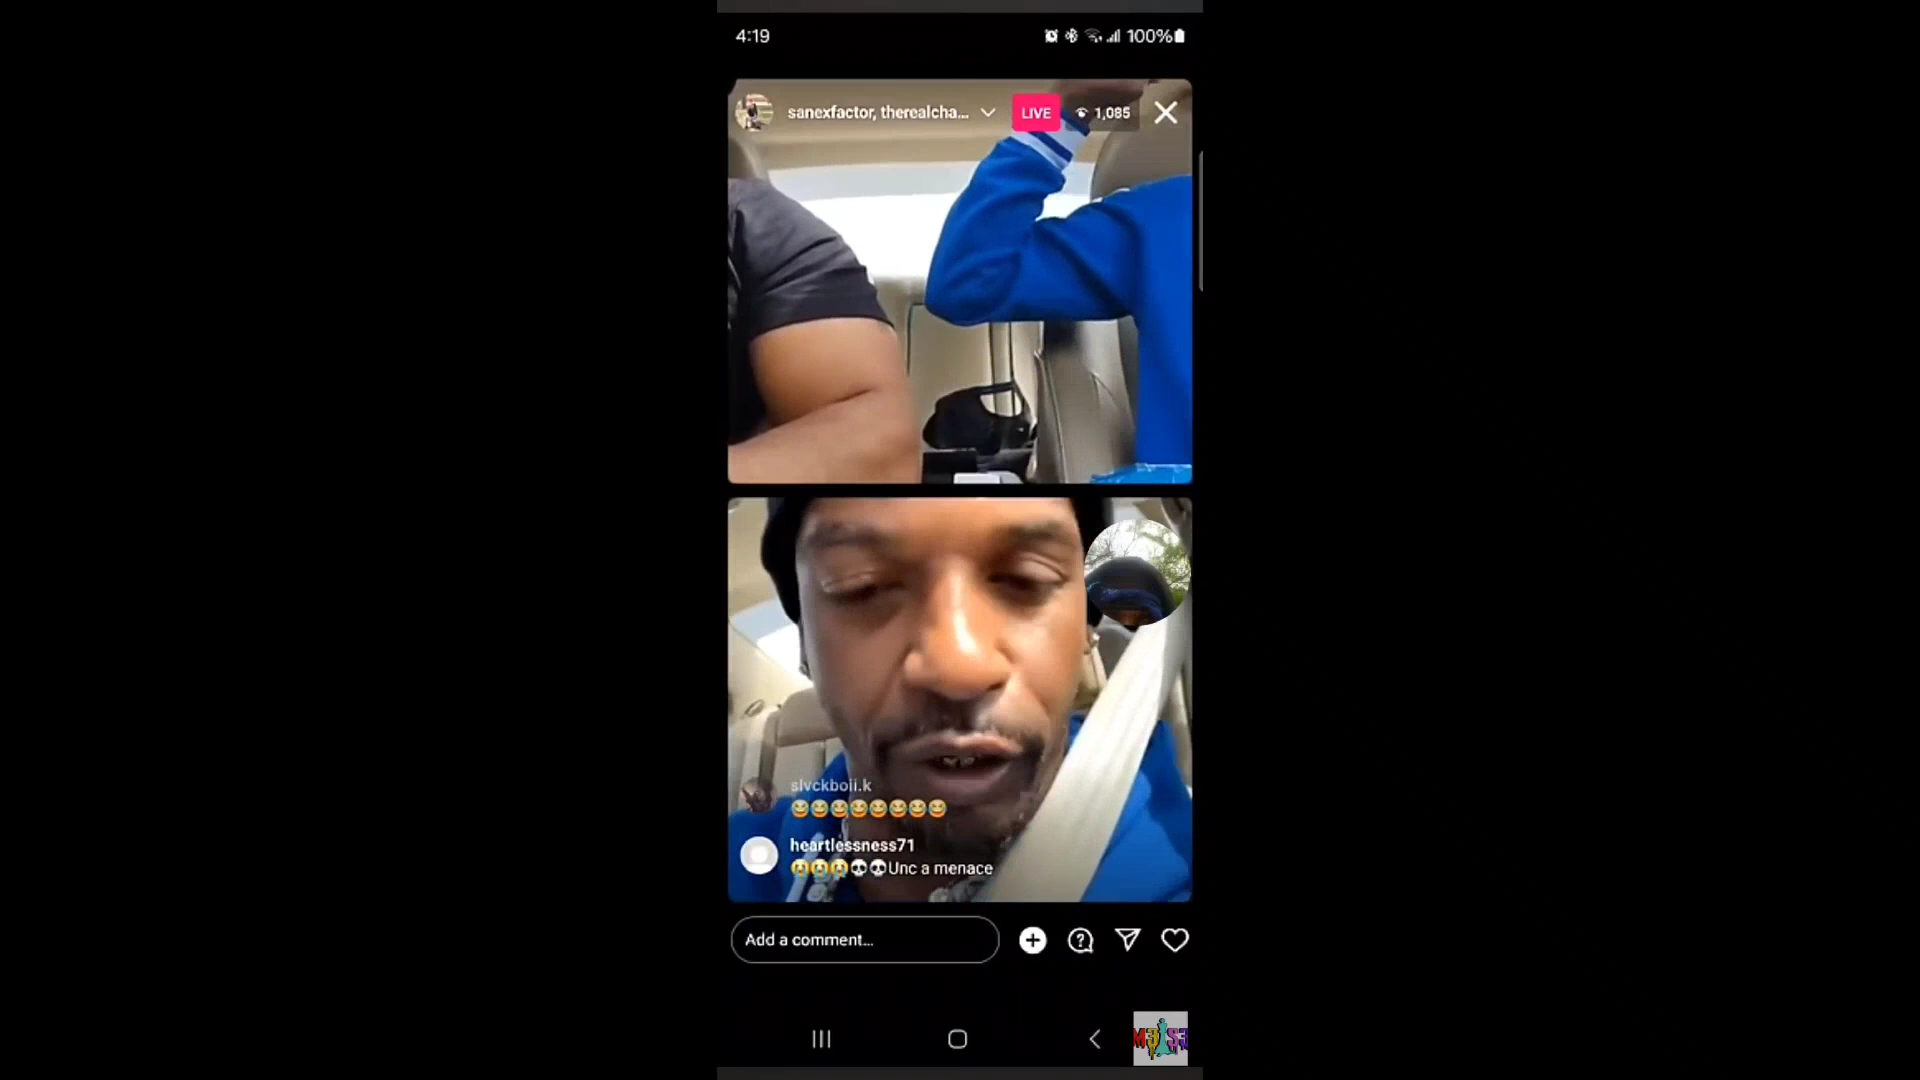 4:19
100%
sanexfactor, therealcha...
LIVE
1,085
slvckboii.k
😂😂😂😂😂😂😂😂
heartlessness71
😭😭😭💀💀Unc a menace
Add a comment...